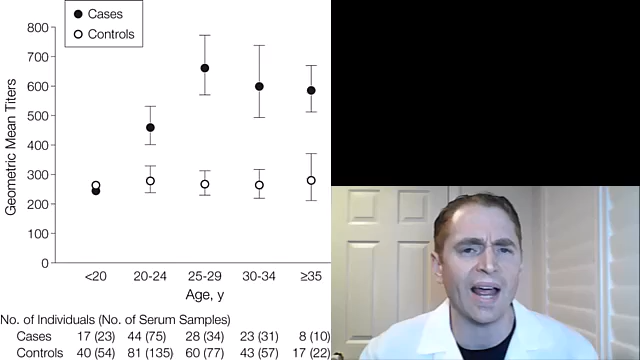 Cases
Controls
800
700
600
500
400
300
200
100
0
Geometric Mean Titers
<20 20-24 25-29 30-34 ≥35
Age, y
No. of Individuals (No. of Serum Samples)
Cases 17 (23) 44 (75) 28 (34) 23 (31) 8 (10)
Controls 40 (54) 81 (135) 60 (77) 43 (57) 17 (22)